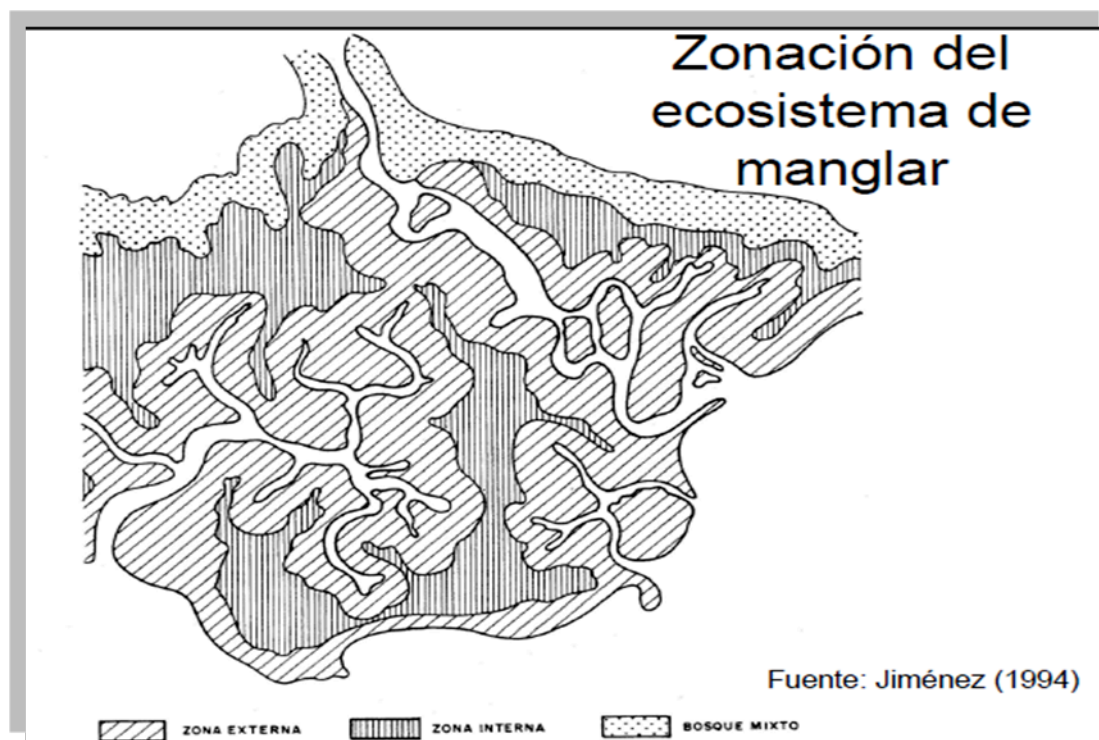 Zonación del
ecosistema de
manglar
Fuente: Jiménez (1994)
ZONA EXTERNA
ZONA INTERNA
BOSQUE MIXTO